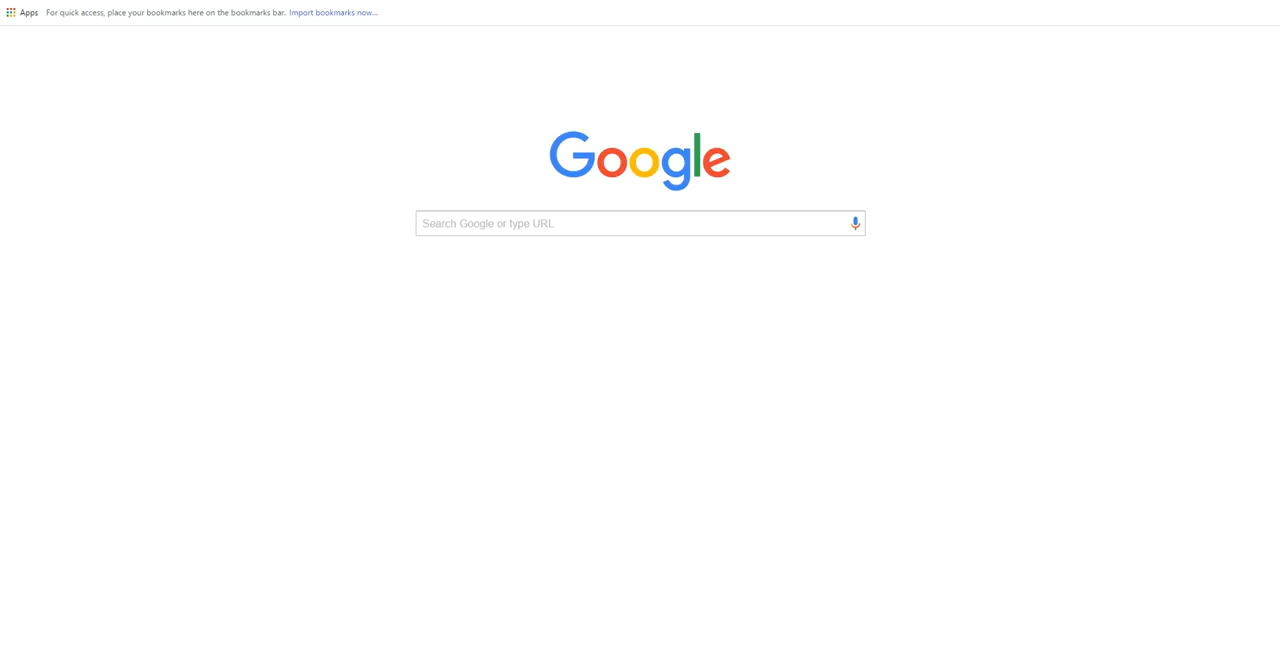 Apps For quick access, place your bookmarks here on the bookmarks bar. Import bookmarks now...
Google
Search Google or type URL